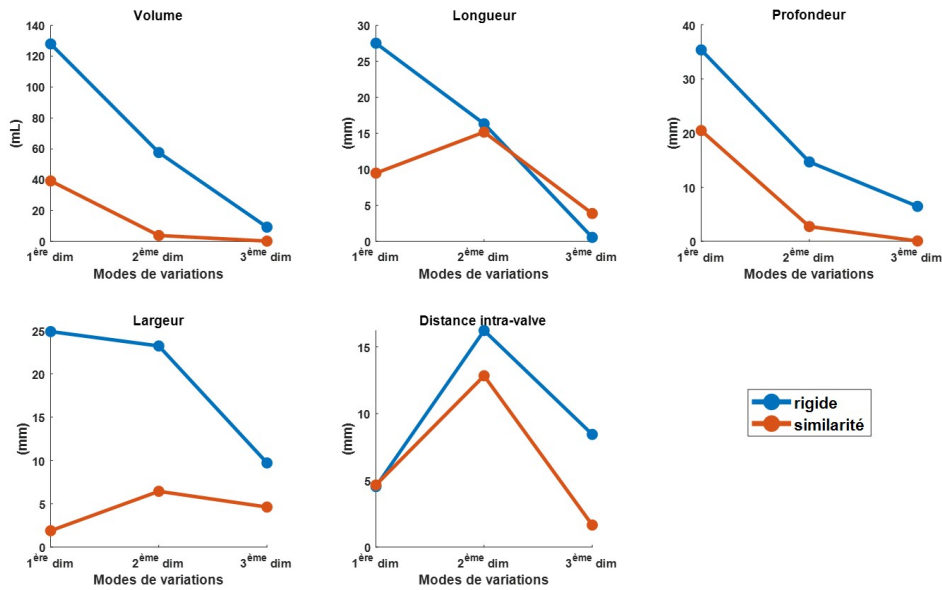 Volume
140
120
100
80
60
40
20
0
(mL)
1ère dim
2ème dim
3ème dim
Modes de variations
Longueur
30
25
20
15
10
5
0
(mm)
1ère dim
2ème dim
3ème dim
Modes de variations
Profondeur
40
30
20
10
0
(mm)
1ère dim
2ème dim
3ème dim
Modes de variations
Largeur
25
20
15
10
5
0
(mm)
1ère dim
2ème dim
3ème dim
Modes de variations
Distance intra-valve
15
10
5
0
(mm)
1ère dim
2ème dim
3ème dim
Modes de variations
rigide
similarité